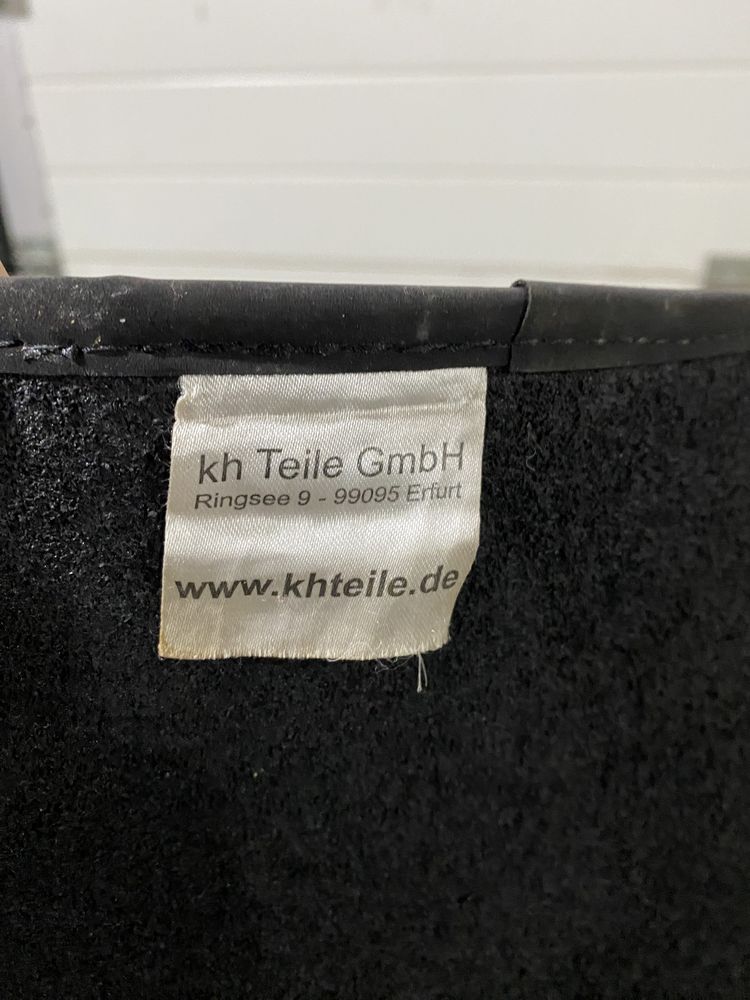 kh Teile GmbH
Ringsee 9 - 99095 Erfurt
www.khteile.de